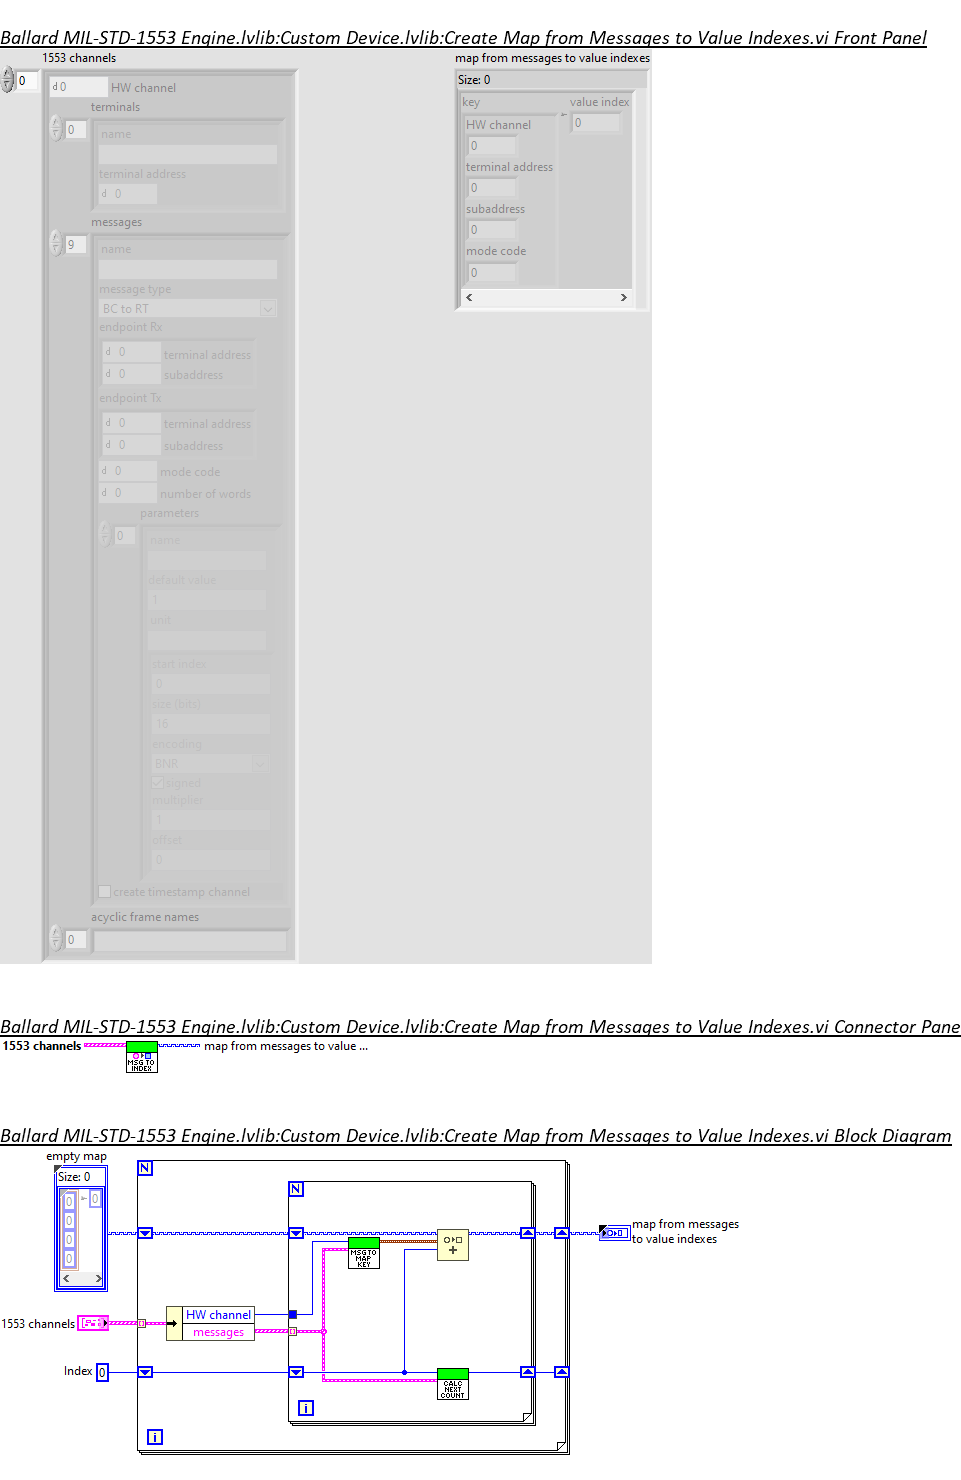 Ballard MIL-STD-1553 Engine.lvlib:Custom Device.lvlib:Create Map from Messages to Value Indexes.vi Front Panel
1553 channels
0
d 0 HW channel
terminals
0
name
terminal address
d 0
messages
9
name
message type
BC to RT
endpoint Rx
d 0 terminal address
d 0 subaddress
endpoint Tx
d 0 terminal address
d 0 subaddress
d 0 mode code
d 0 number of words
parameters
0
name
default value
1
unit
start index
0
size (bits)
16
encoding
BNR
signed
multiplier
1
offset
0
create timestamp channel
acyclic frame names
0
map from messages to value indexes
Size: 0
key value index
HW channel
0
0
terminal address
0
subaddress
0
mode code
0
Ballard MIL-STD-1553 Engine.lvlib:Custom Device.lvlib:Create Map from Messages to Value Indexes.vi Connector Pane
1553 channels map from messages to value ...
MSG TO
INDEX
Ballard MIL-STD-1553 Engine.lvlib:Custom Device.lvlib:Create Map from Messages to Value Indexes.vi Block Diagram
empty map
Size: 0
0 0
0
0
0
N
N
MSG TO
MAP
KEY
map from messages
to value indexes
HW channel
messages
1553 channels
Index 0
CALC
NEXT
COUNT
i
i